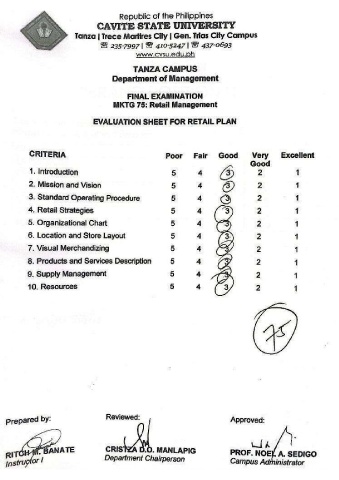 Republic of the Philippines
CAVITE STATE UNIVERSITY
Tanza | Trece Martires City | Gen. Trias City Campus
☎ 235-7997 | ☎ 410-5247 | ☎ 437-0693
www.cvsu.edu.ph
TANZA CAMPUS
Department of Management
FINAL EXAMINATION
MKTG 75: Retail Management
EVALUATION SHEET FOR RETAIL PLAN
CRITERIA Poor Fair Good Very Good Excellent
1. Introduction 5 4 3 2 1
2. Mission and Vision 5 4 3 2 1
3. Standard Operating Procedure 5 4 3 2 1
4. Retail Strategies 5 4 3 2 1
5. Organizational Chart 5 4 3 2 1
6. Location and Store Layout 5 4 3 2 1
7. Visual Merchandizing 5 4 3 2 1
8. Products and Services Description 5 4 3 2 1
9. Supply Management 5 4 3 2 1
10. Resources 5 4 3 2 1
75
Prepared by: Reviewed: Approved:
RITCH M. BANATE CRISTZA D.O. MANLAPIG PROF. NOEL A. SEDIGO
Instructor I Department Chairperson Campus Administrator